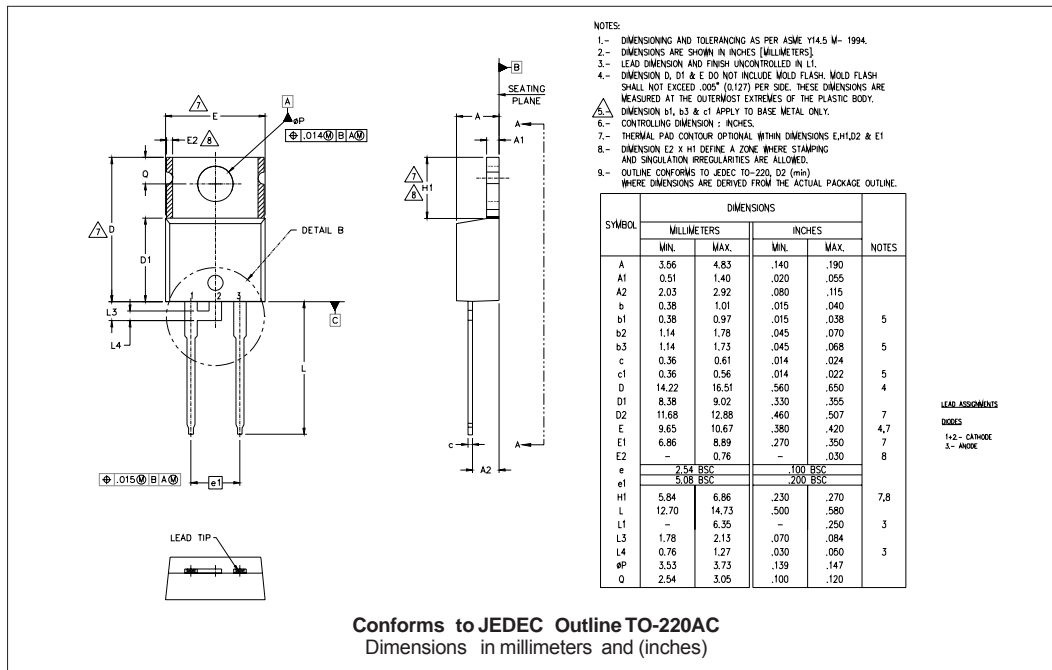 NOTES:
1.- DIMENSIONING AND TOLERANCING AS PER ASME Y14.5 M- 1994.
2.- DIMENSIONS ARE SHOWN IN INCHES [MILLIMETERS].
3.- LEAD DIMENSION AND FINISH UNCONTROLLED IN L1.
4.- DIMENSION D, D1 & E DO NOT INCLUDE MOLD FLASH. MOLD FLASH
SHALL NOT EXCEED .005" (0.127) PER SIDE. THESE DIMENSIONS ARE
MEASURED AT THE OUTERMOST EXTREMES OF THE PLASTIC BODY.
5.- DIMENSION b1, b3 & c1 APPLY TO BASE METAL ONLY.
6.- CONTROLLING DIMENSION : INCHES.
7.- THERMAL PAD CONTOUR OPTIONAL WITHIN DIMENSIONS E,H1,D2 & E1
8.- DIMENSION E2 X H1 DEFINE A ZONE WHERE STAMPING
AND SINGULATION IRREGULARITIES ARE ALLOWED.
9.- OUTLINE CONFORMS TO JEDEC TO-220, D2 (min)
WHERE DIMENSIONS ARE DERIVED FROM THE ACTUAL PACKAGE OUTLINE.
7
E
A
øP
⌖ .014Ⓜ B AⓂ
E2 8
Q
7 D
D1
DETAIL B
1 2 3
L3
L4
C
L
⌖ .015Ⓜ B AⓂ
e1
LEAD TIP
B
SEATING
PLANE
A
A
A1
7
8 H1
c
A
A2
SYMBOL DIMENSIONS NOTES
MILLIMETERS INCHES
MIN. MAX. MIN. MAX.
A 3.56 4.83 .140 .190
A1 0.51 1.40 .020 .055
A2 2.03 2.92 .080 .115
b 0.38 1.01 .015 .040
b1 0.38 0.97 .015 .038 5
b2 1.14 1.78 .045 .070
b3 1.14 1.73 .045 .068 5
c 0.36 0.61 .014 .024
c1 0.36 0.56 .014 .022 5
D 14.22 16.51 .560 .650 4
D1 8.38 9.02 .330 .355
D2 11.68 12.88 .460 .507 7
E 9.65 10.67 .380 .420 4,7
E1 6.86 8.89 .270 .350 7
E2 – 0.76 – .030 8
e 2.54 BSC .100 BSC
e1 5.08 BSC .200 BSC
H1 5.84 6.86 .230 .270 7,8
L 12.70 14.73 .500 .580
L1 – 6.35 – .250 3
L3 1.78 2.13 .070 .084
L4 0.76 1.27 .030 .050 3
øP 3.53 3.73 .139 .147
Q 2.54 3.05 .100 .120
LEAD ASSIGNMENTS
DIODES
1+2.- CATHODE
3.- ANODE
Conforms to JEDEC Outline TO-220AC
Dimensions in millimeters and (inches)